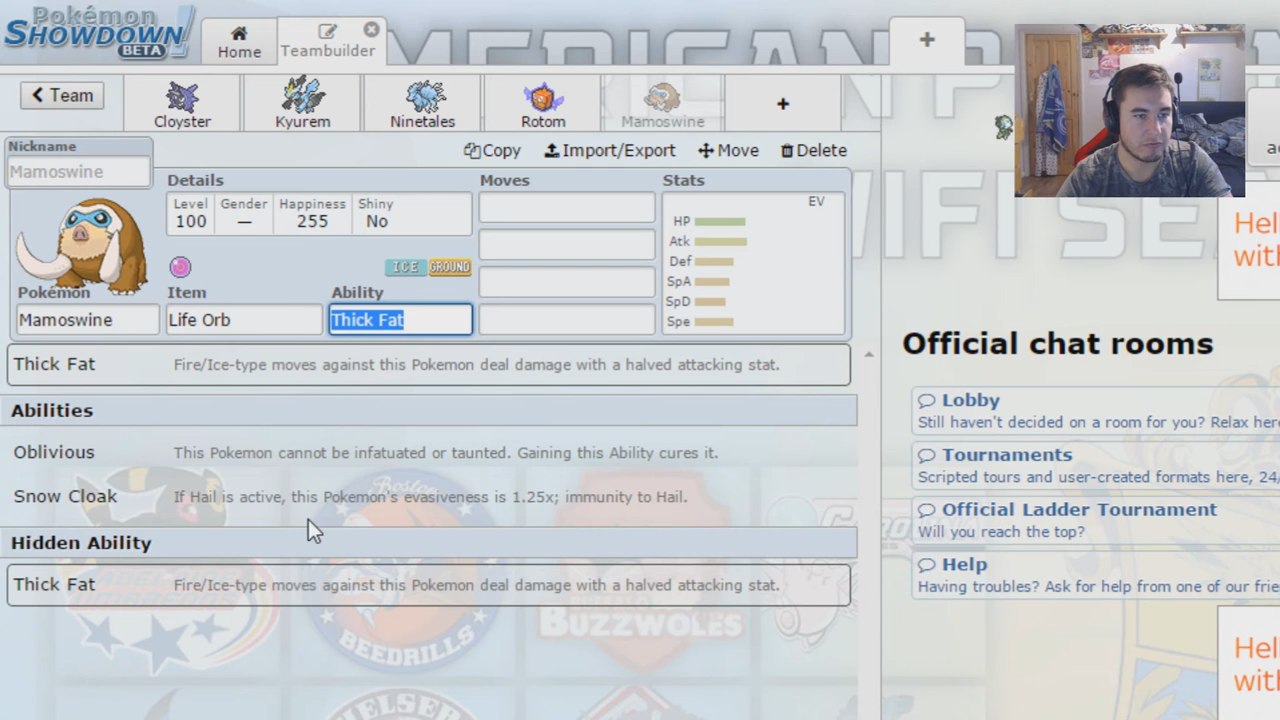 Pokémon
SHOWDOWN!
BETA
Home
Teambuilder
+
Team
Cloyster
Kyurem
Ninetales
Rotom
Mamoswine
+
Copy
Import/Export
Move
Delete
Nickname
Mamoswine
Details
Level
100
Gender
—
Happiness
255
Shiny
No
ICE GROUND
Pokémon
Mamoswine
Item
Life Orb
Ability
Thick Fat
Moves
Stats
EV
HP
Atk
Def
SpA
SpD
Spe
Thick Fat Fire/Ice-type moves against this Pokemon deal damage with a halved attacking stat.
Abilities
Oblivious This Pokemon cannot be infatuated or taunted. Gaining this Ability cures it.
Snow Cloak If Hail is active, this Pokemon's evasiveness is 1.25x; immunity to Hail.
Hidden Ability
Thick Fat Fire/Ice-type moves against this Pokemon deal damage with a halved attacking stat.
Official chat rooms
Lobby
Still haven't decided on a room for you? Relax here
Tournaments
Scripted tours and user-created formats here, 24/
Official Ladder Tournament
Will you reach the top?
Help
Having troubles? Ask for help from one of our frie
Hel
with
Hel
with
Boston
BEEDRILLS
BUZZWOLES